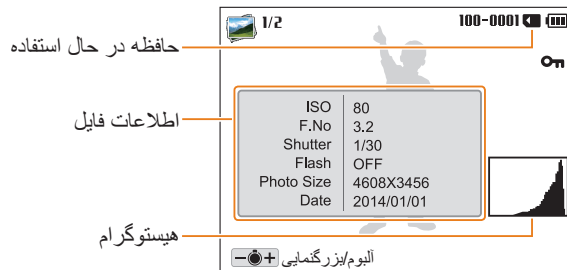 1/2
100-0001
حافظه در حال استفاده
اطلاعات فایل
ISO 80
F.No 3.2
Shutter 1/30
Flash OFF
Photo Size 4608X3456
Date 2014/01/01
هیستوگرام
آلبوم/بزرگنمایی